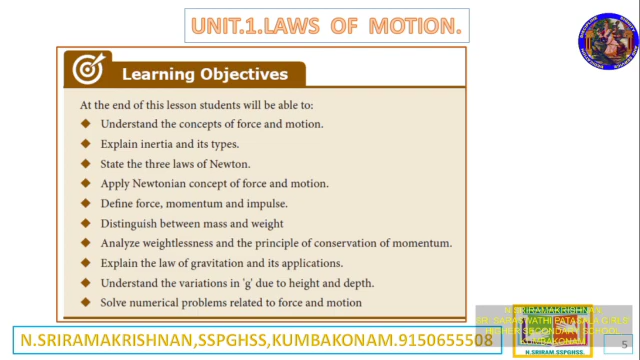 UNIT.1.LAWS OF MOTION.
Learning Objectives
At the end of this lesson students will be able to:
Understand the concepts of force and motion.
Explain inertia and its types.
State the three laws of Newton.
Apply Newtonian concept of force and motion.
Define force, momentum and impulse.
Distinguish between mass and weight
Analyze weightlessness and the principle of conservation of momentum.
Explain the law of gravitation and its applications.
Understand the variations in 'g' due to height and depth.
Solve numerical problems related to force and motion
N.SRIRAMAKRISHNAN,SSPGHSS,KUMBAKONAM.9150655508
N.SRIRAMAKRISHNAN
HIGHER SECONDARY SCHOOL
KUMBAKONAM
N.SRIRAM.SSPGHSS.
5